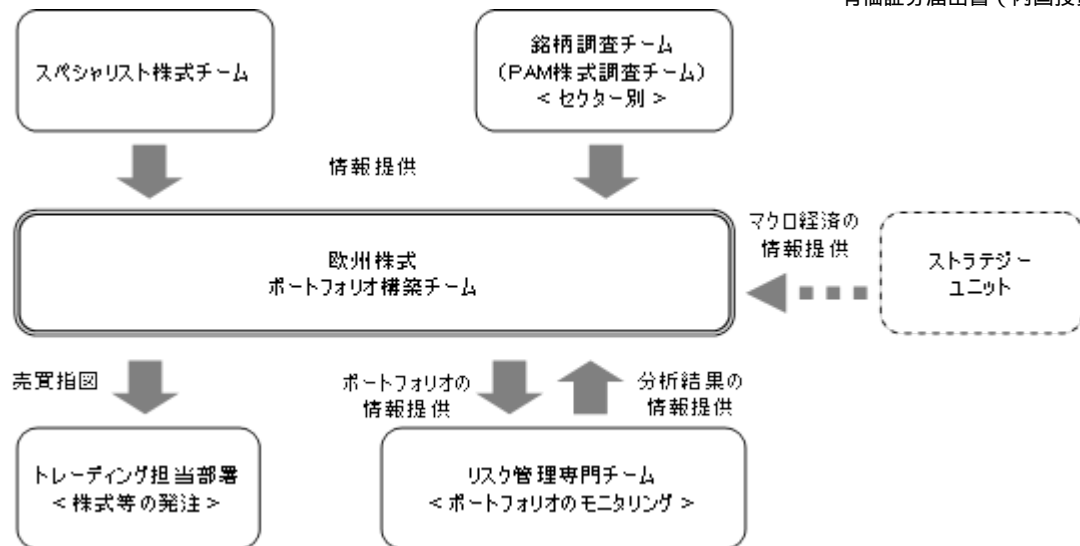 有価証券届出書（内国投資
スペシャリスト株式チーム
銘柄調査チーム
（PAM株式調査チーム）
＜セクター別＞
情報提供
マクロ経済の
情報提供
欧州株式
ポートフォリオ構築チーム
ストラテジー
ユニット
売買指図
ポートフォリオの
情報提供
分析結果の
情報提供
トレーディング担当部署
＜株式等の発注＞
リスク管理専門チーム
＜ポートフォリオのモニタリング＞